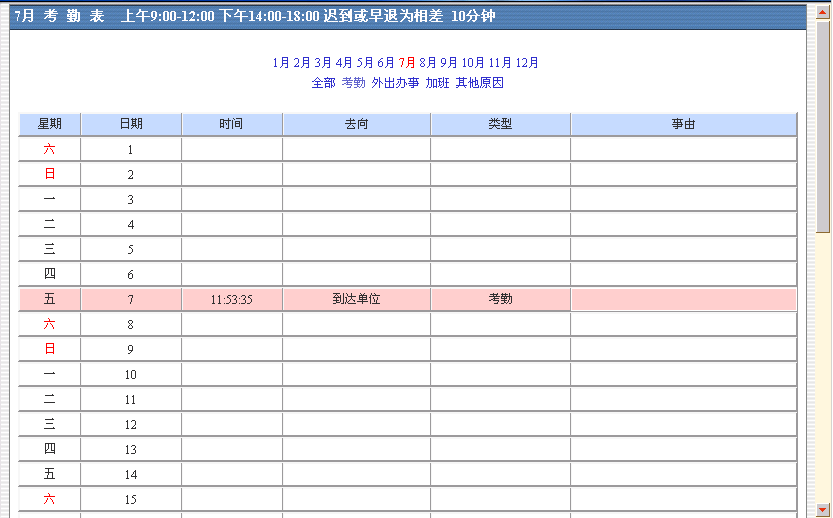 7月 考 勤 表 上午9:00-12:00 下午14:00-18:00 迟到或早退为相差 10分钟
1月 2月 3月 4月 5月 6月 7月 8月 9月 10月 11月 12月
全部 考勤 外出办事 加班 其他原因
星期 日期 时间 去向 类型 事由
六 1
日 2
一 3
二 4
三 5
四 6
五 7 11:53:35 到达单位 考勤
六 8
日 9
一 10
二 11
三 12
四 13
五 14
六 15